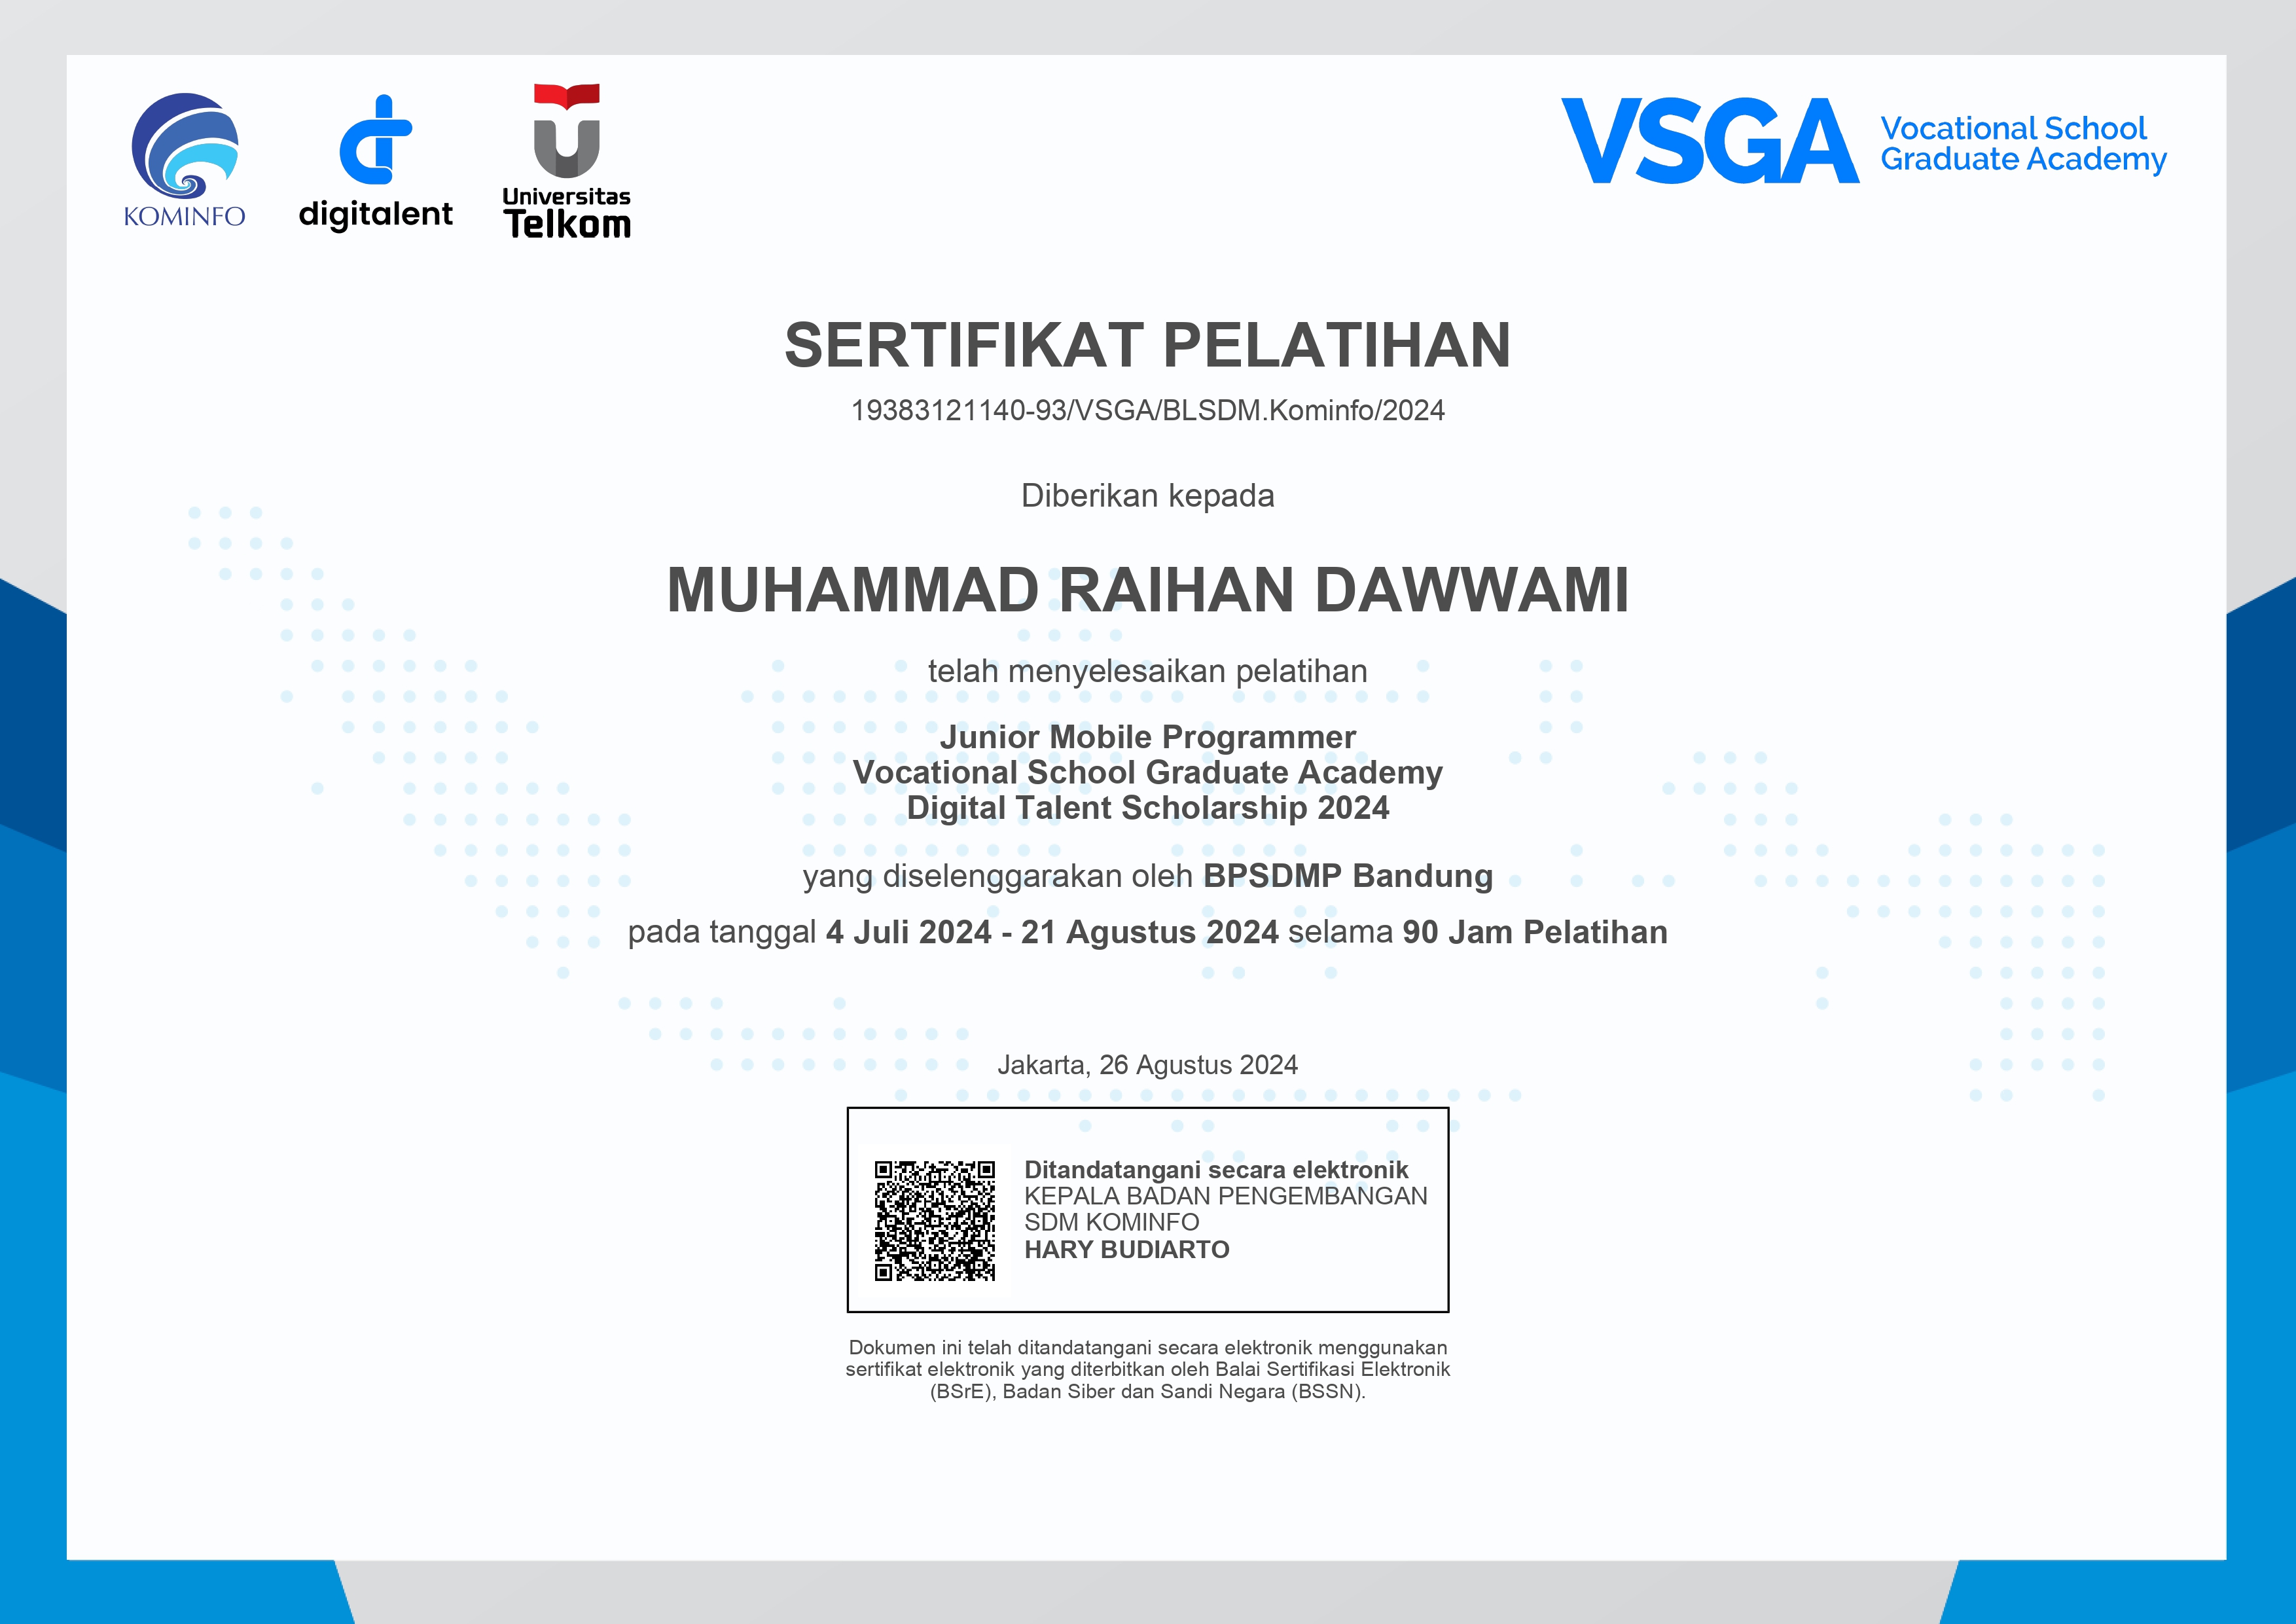 KOMINFO
digitalent
Universitas
Telkom
VSGA
Vocational School
Graduate Academy
SERTIFIKAT PELATIHAN
19383121140-93/VSGA/BLSDM.Kominfo/2024
Diberikan kepada
MUHAMMAD RAIHAN DAWWAMI
telah menyelesaikan pelatihan
Junior Mobile Programmer
Vocational School Graduate Academy
Digital Talent Scholarship 2024
yang diselenggarakan oleh BPSDMP Bandung
pada tanggal 4 Juli 2024 - 21 Agustus 2024 selama 90 Jam Pelatihan
Jakarta, 26 Agustus 2024
Ditandatangani secara elektronik
KEPALA BADAN PENGEMBANGAN
SDM KOMINFO
HARY BUDIARTO
Dokumen ini telah ditandatangani secara elektronik menggunakan
sertifikat elektronik yang diterbitkan oleh Balai Sertifikasi Elektronik
(BSrE), Badan Siber dan Sandi Negara (BSSN).